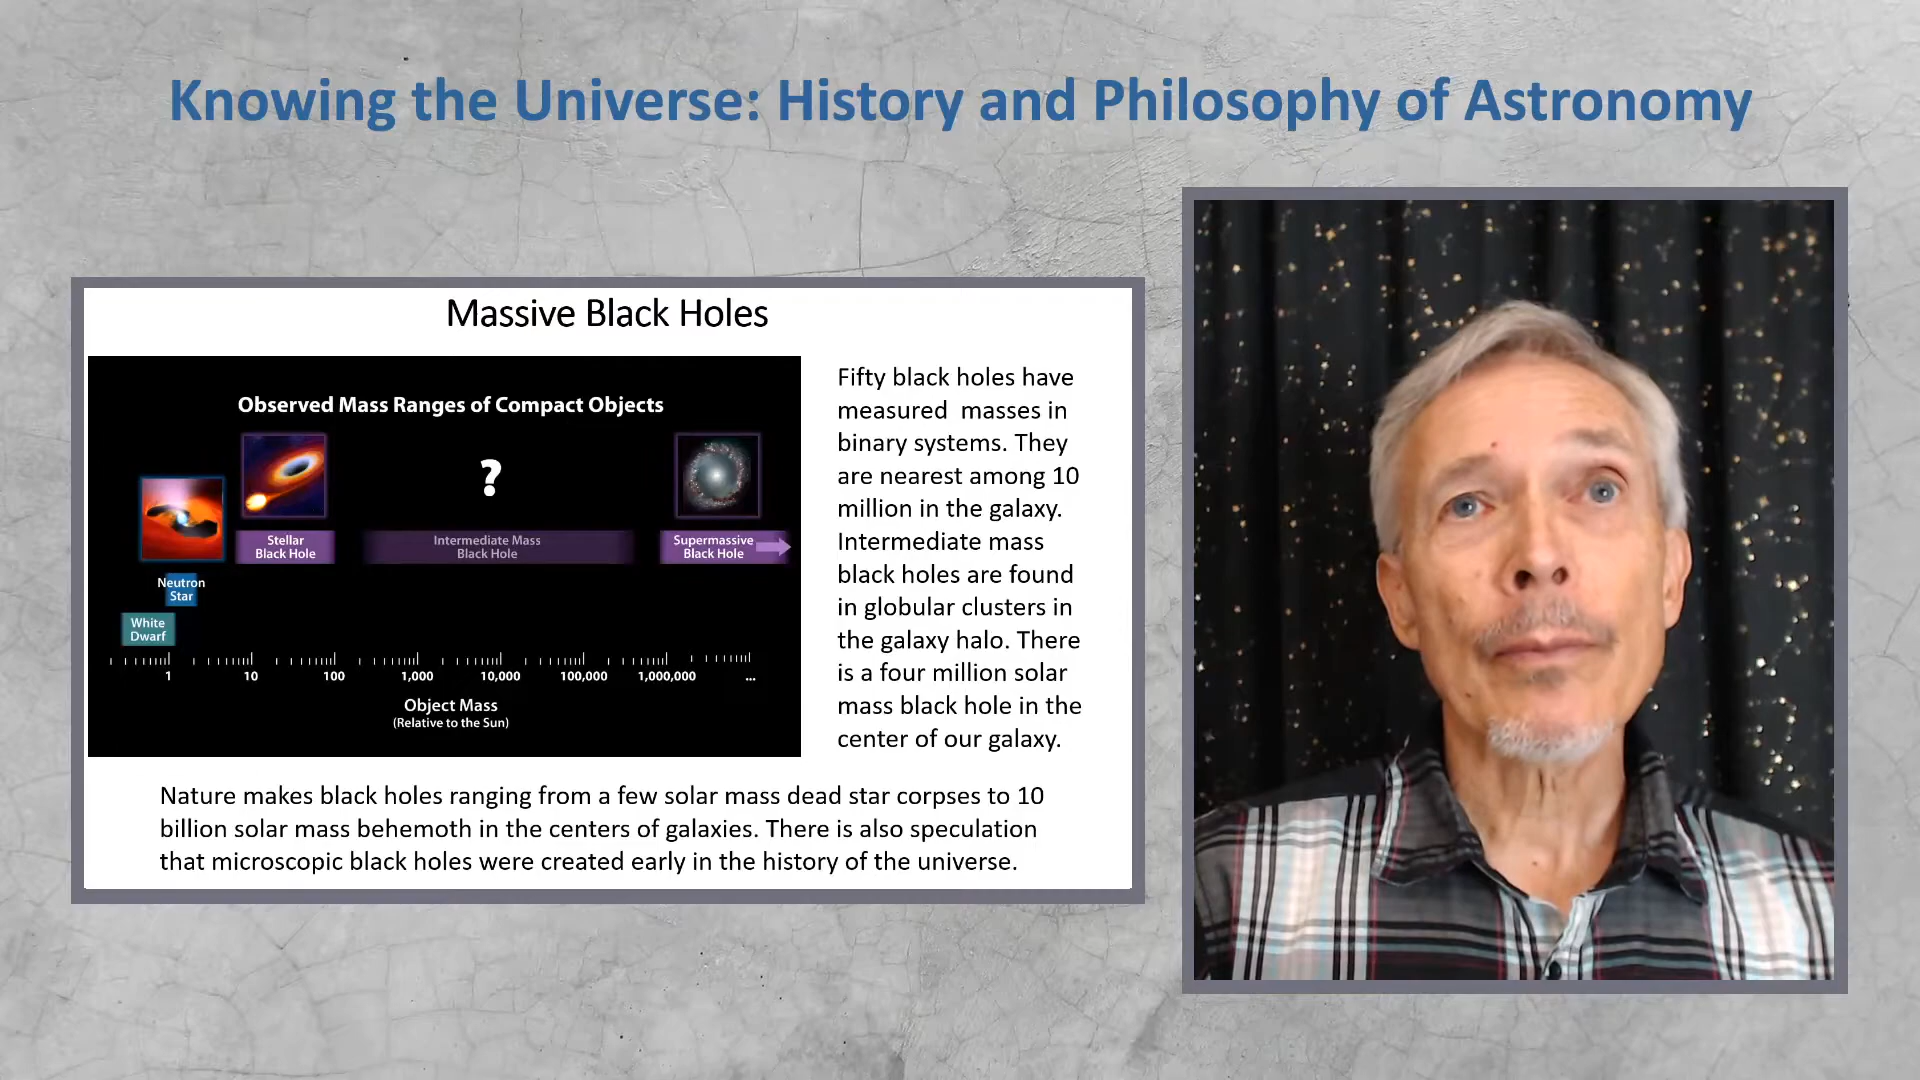 Knowing the Universe: History and Philosophy of Astronomy
Massive Black Holes
Observed Mass Ranges of Compact Objects
?
Stellar
Black Hole
Intermediate Mass
Black Hole
Supermassive
Black Hole
Neutron
Star
White
Dwarf
1 10 100 1,000 10,000 100,000 1,000,000 ...
Object Mass
(Relative to the Sun)
Fifty black holes have
measured masses in
binary systems. They
are nearest among 10
million in the galaxy.
Intermediate mass
black holes are found
in globular clusters in
the galaxy halo. There
is a four million solar
mass black hole in the
center of our galaxy.
Nature makes black holes ranging from a few solar mass dead star corpses to 10
billion solar mass behemoth in the centers of galaxies. There is also speculation
that microscopic black holes were created early in the history of the universe.